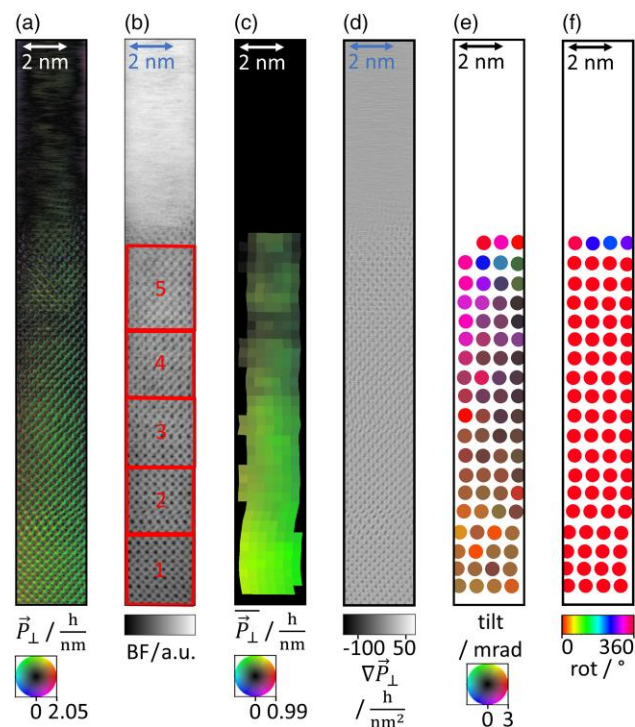 (a) (b) (c) (d) (e) (f)
2 nm 2 nm 2 nm 2 nm 2 nm 2 nm
5
4
3
2
1
P⃗⊥ / h/nm
0 2.05
BF/a.u.
P⃗⊥ / h/nm
0 0.99
-100 50
∇P⃗⊥
/ h/nm²
tilt
/ mrad
0 3
0 360
rot / °